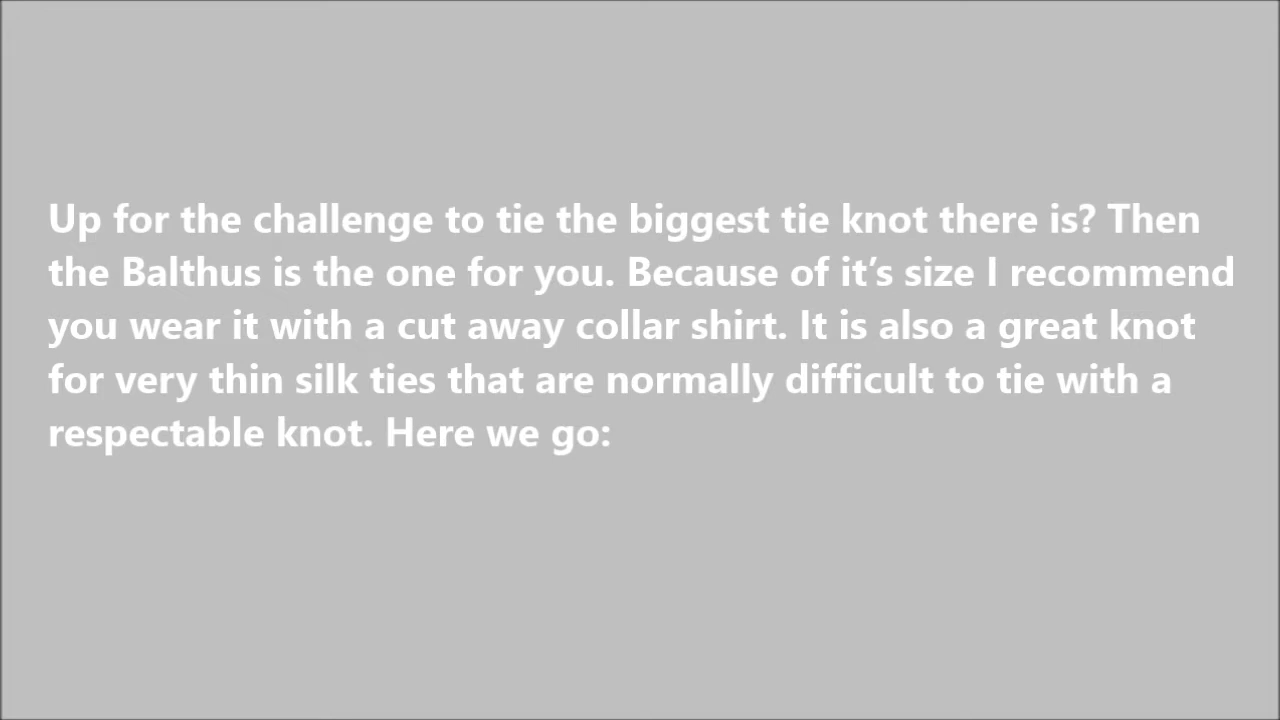 Up for the challenge to tie the biggest tie knot there is? Then
the Balthus is the one for you. Because of it’s size I recommend
you wear it with a cut away collar shirt. It is also a great knot
for very thin silk ties that are normally difficult to tie with a
respectable knot. Here we go: